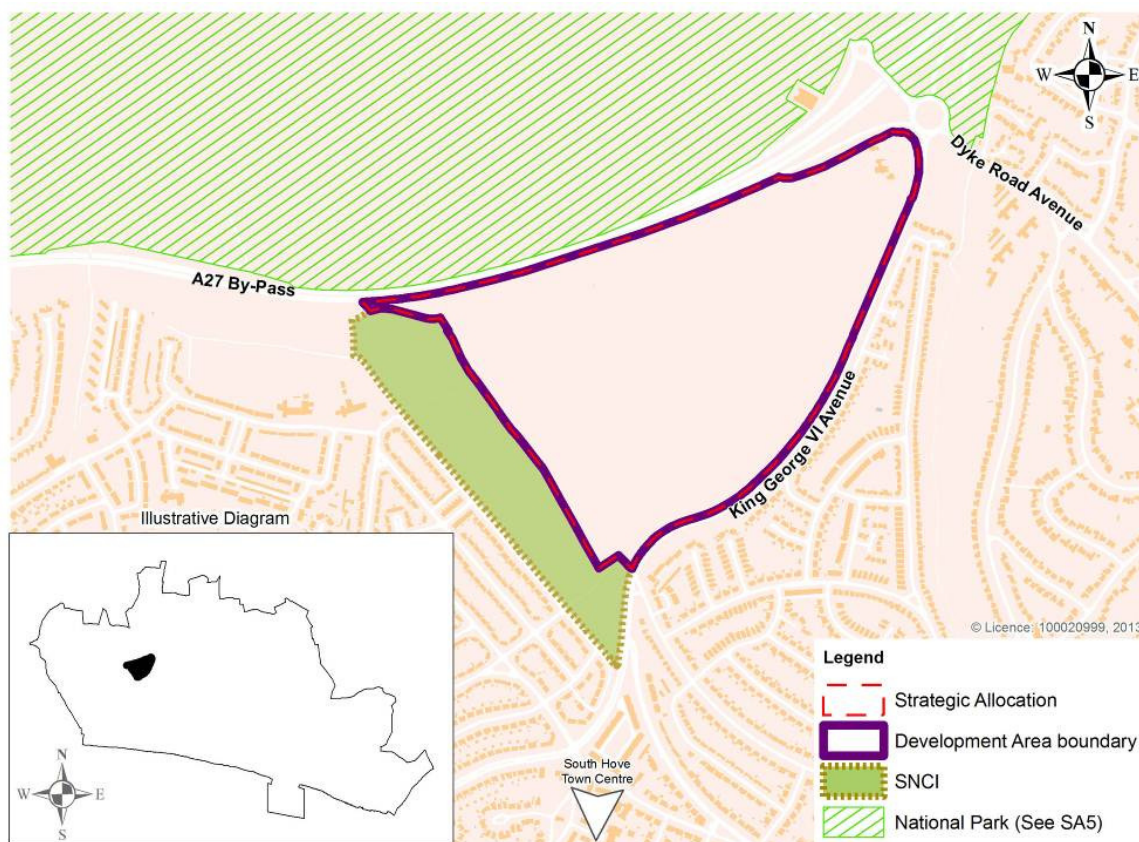 N
W E
S
Dyke Road Avenue
A27 By-Pass
King George VI Avenue
Illustrative Diagram
© Licence: 100020999, 2013
N
W E
S
South Hove
Town Centre
Legend
Strategic Allocation
Development Area boundary
SNCI
National Park (See SA5)